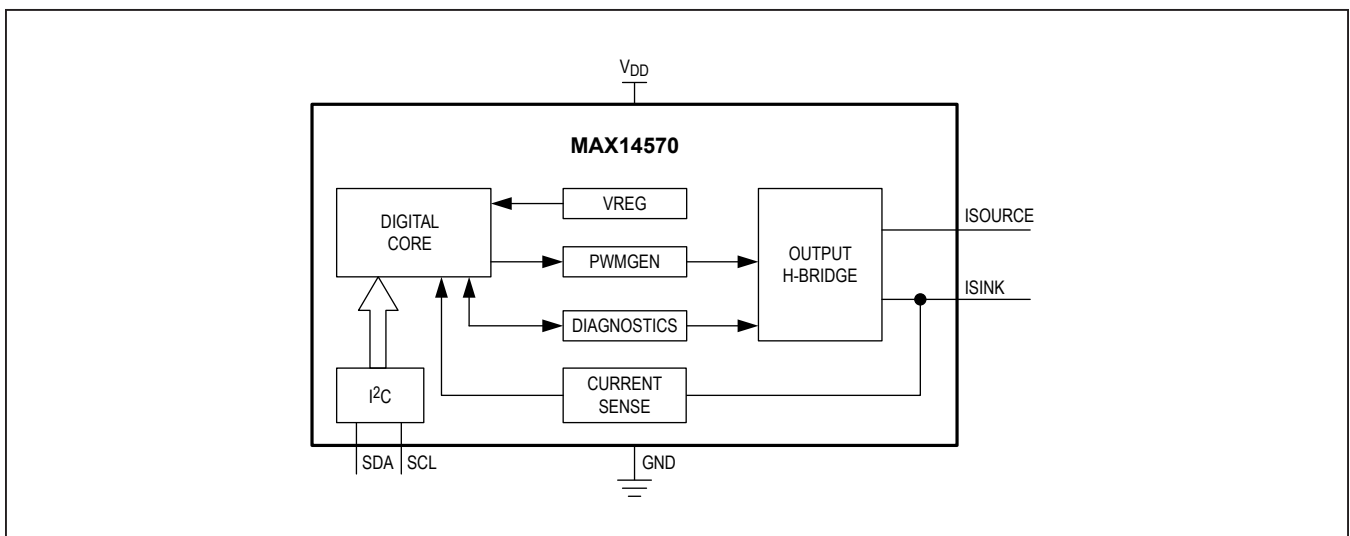 VDD
MAX14570
DIGITAL
CORE
VREG
PWMGEN
DIAGNOSTICS
CURRENT
SENSE
OUTPUT
H-BRIDGE
ISOURCE
ISINK
I2C
SDA SCL
GND